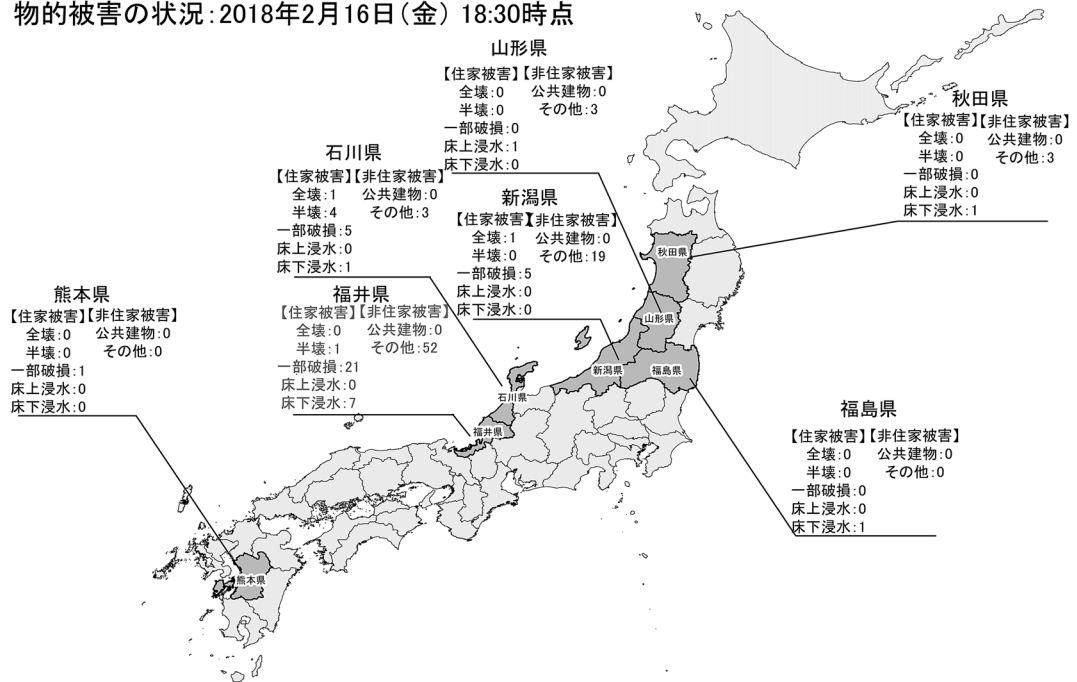 物的被害の状況：2018年2月16日（金） 18:30時点
山形県
【住家被害】【非住家被害】
全壊：0 公共建物：0
半壊：0 その他：3
一部破損：0
床上浸水：1
床下浸水：0
秋田県
【住家被害】【非住家被害】
全壊：0 公共建物：0
半壊：0 その他：3
一部破損：0
床上浸水：0
床下浸水：1
石川県
【住家被害】【非住家被害】
全壊：1 公共建物：0
半壊：4 その他：3
一部破損：5
床上浸水：0
床下浸水：1
新潟県
【住家被害】【非住家被害】
全壊：1 公共建物：0
半壊：0 その他：19
一部破損：5
床上浸水：0
床下浸水：0
熊本県
【住家被害】【非住家被害】
全壊：0 公共建物：0
半壊：0 その他：0
一部破損：1
床上浸水：0
床下浸水：0
福井県
【住家被害】【非住家被害】
全壊：0 公共建物：0
半壊：1 その他：52
一部破損：21
床上浸水：0
床下浸水：7
福島県
【住家被害】【非住家被害】
全壊：0 公共建物：0
半壊：0 その他：0
一部破損：0
床上浸水：0
床下浸水：1
秋田県
山形県
新潟県
福島県
石川県
福井県
熊本県